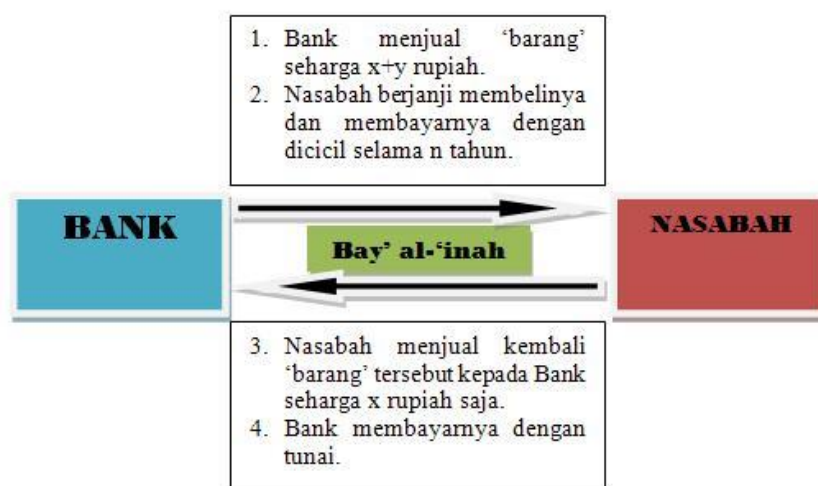 1. Bank menjual ‘barang’
seharga x+y rupiah.
2. Nasabah berjanji membelinya
dan membayarnya dengan
dicicil selama n tahun.
BANK
NASABAH
Bay’ al-‘inah
3. Nasabah menjual kembali
‘barang’ tersebut kepada Bank
seharga x rupiah saja.
4. Bank membayarnya dengan
tunai.